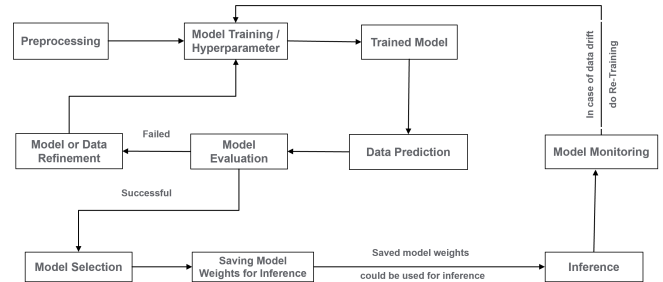 Preprocessing
Model Training /
Hyperparameter
Trained Model
In case of data drift
do Re-Training
Model or Data
Refinement
Failed
Model
Evaluation
Data Prediction
Model Monitoring
Successful
Model Selection
Saving Model
Weights for Inference
Saved model weights
could be used for inference
Inference